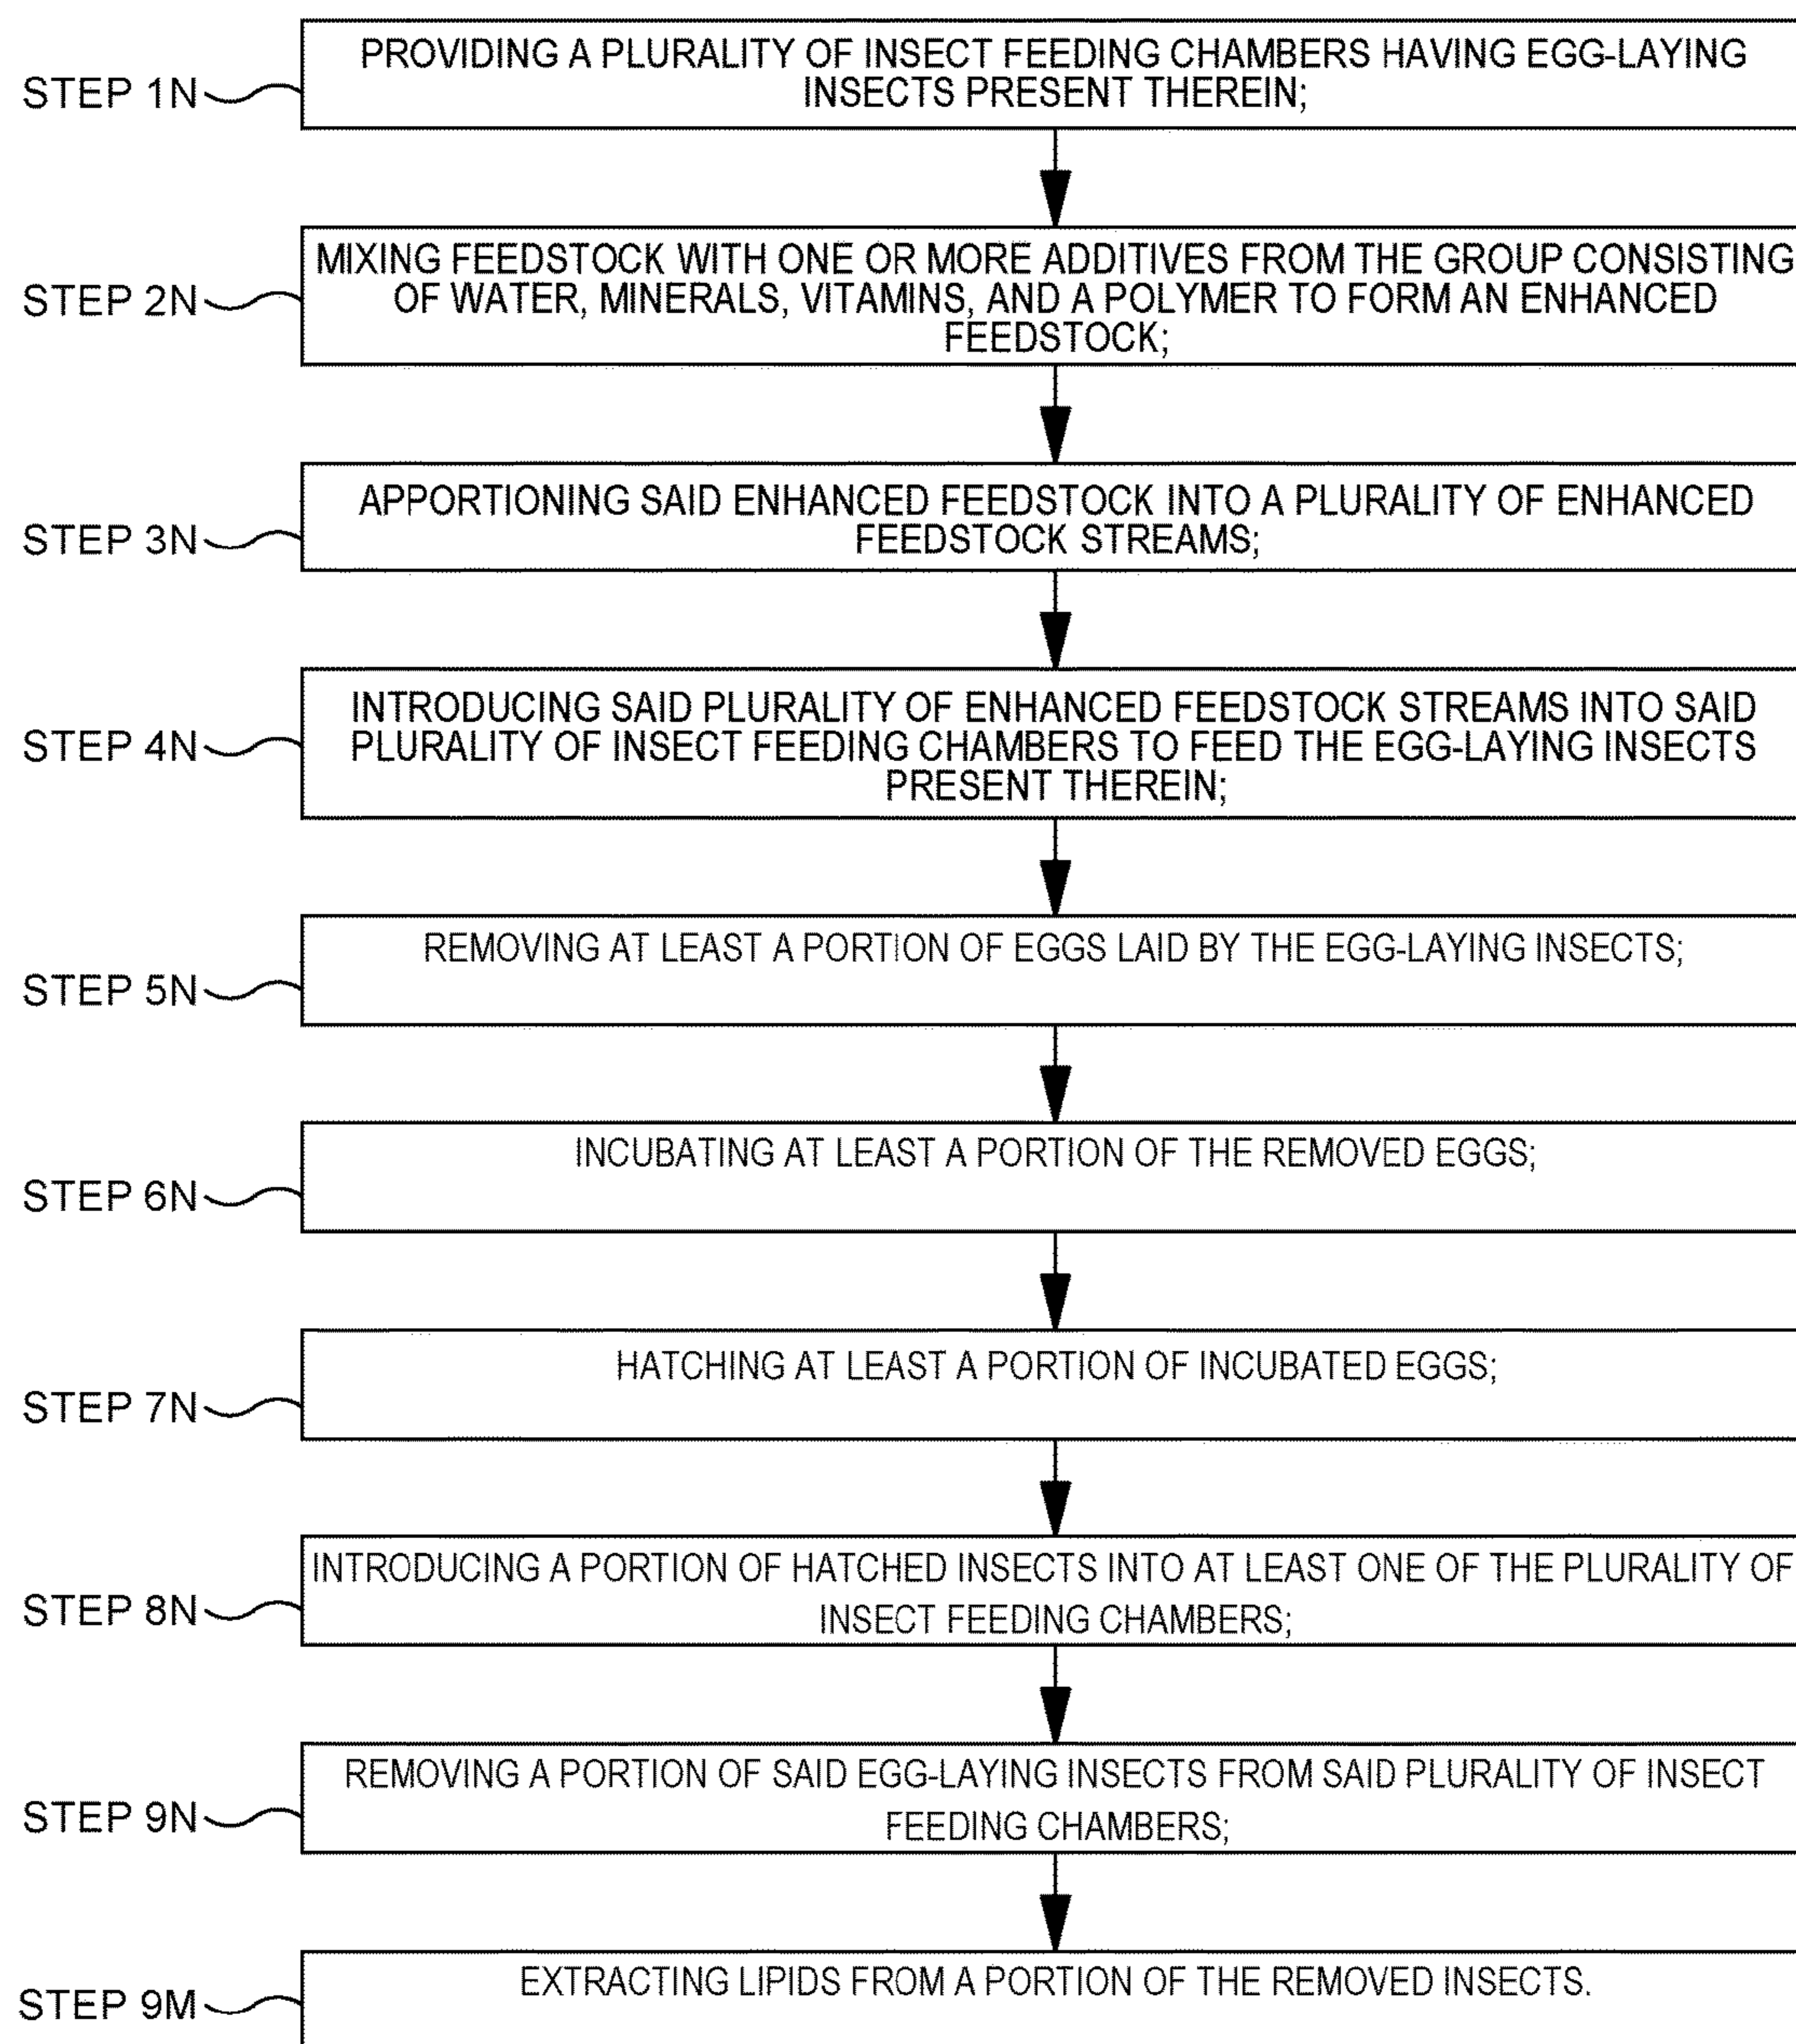 STEP 1N
PROVIDING A PLURALITY OF INSECT FEEDING CHAMBERS HAVING EGG-LAYING
INSECTS PRESENT THEREIN;
STEP 2N
MIXING FEEDSTOCK WITH ONE OR MORE ADDITIVES FROM THE GROUP CONSISTING
OF WATER, MINERALS, VITAMINS, AND A POLYMER TO FORM AN ENHANCED
FEEDSTOCK;
STEP 3N
APPORTIONING SAID ENHANCED FEEDSTOCK INTO A PLURALITY OF ENHANCED
FEEDSTOCK STREAMS;
STEP 4N
INTRODUCING SAID PLURALITY OF ENHANCED FEEDSTOCK STREAMS INTO SAID
PLURALITY OF INSECT FEEDING CHAMBERS TO FEED THE EGG-LAYING INSECTS
PRESENT THEREIN;
STEP 5N
REMOVING AT LEAST A PORTION OF EGGS LAID BY THE EGG-LAYING INSECTS;
STEP 6N
INCUBATING AT LEAST A PORTION OF THE REMOVED EGGS;
STEP 7N
HATCHING AT LEAST A PORTION OF INCUBATED EGGS;
STEP 8N
INTRODUCING A PORTION OF HATCHED INSECTS INTO AT LEAST ONE OF THE PLURALITY OF
INSECT FEEDING CHAMBERS;
STEP 9N
REMOVING A PORTION OF SAID EGG-LAYING INSECTS FROM SAID PLURALITY OF INSECT
FEEDING CHAMBERS;
STEP 9M
EXTRACTING LIPIDS FROM A PORTION OF THE REMOVED INSECTS.